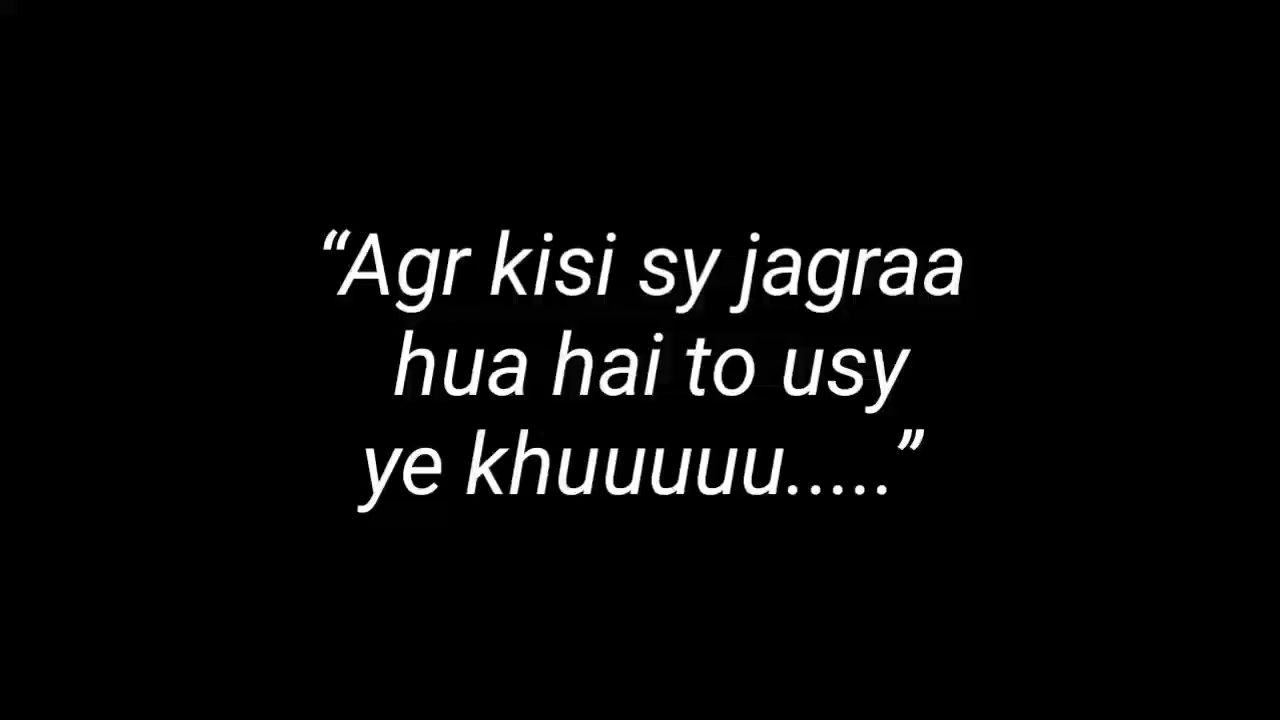 “Agr kisi sy jagraa
hua hai to usy
ye khuuuuu.....”